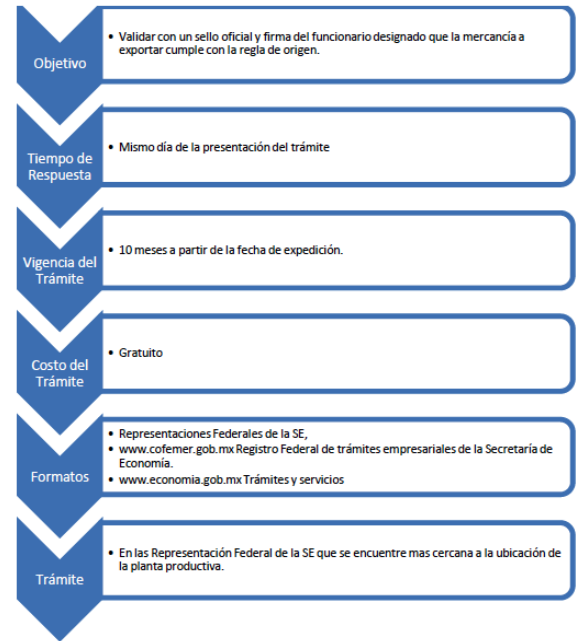 Objetivo
• Validar con un sello oficial y firma del funcionario designado que la mercancía a
exportar cumple con la regla de origen.
Tiempo de
Respuesta
• Mismo día de la presentación del trámite
Vigencia del
Trámite
• 10 meses a partir de la fecha de expedición.
Costo del
Trámite
• Gratuito
Formatos
• Representaciones Federales de la SE,
• www.cofemer.gob.mx Registro Federal de trámites empresariales de la Secretaría de
Economía.
• www.economia.gob.mx Trámites y servicios
Trámite
• En las Representación Federal de la SE que se encuentre mas cercana a la ubicación de
la planta productiva.